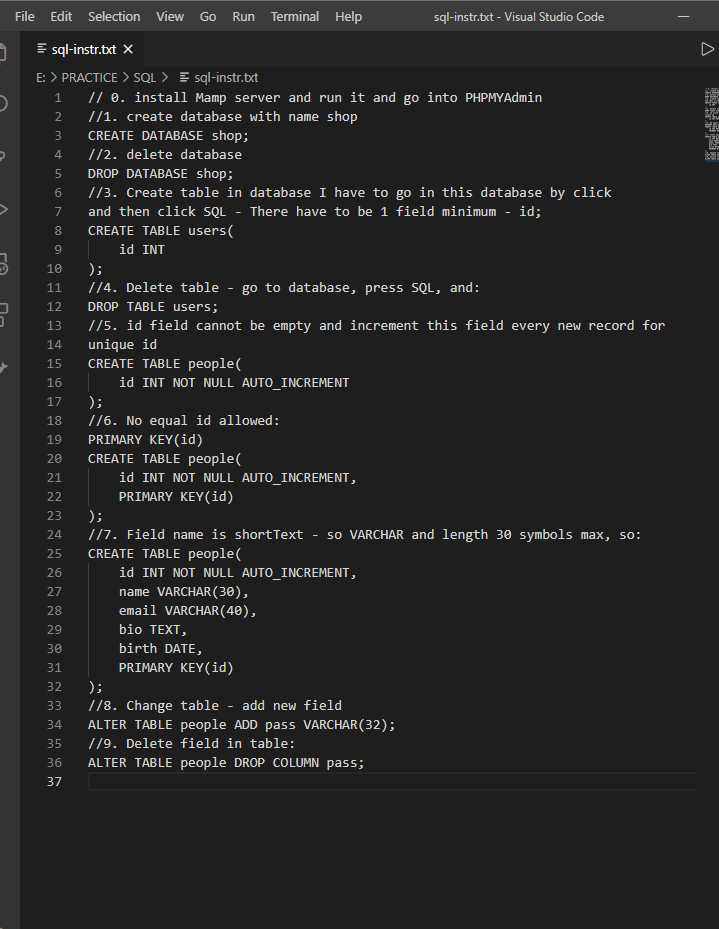 File Edit Selection View Go Run Terminal Help sql-instr.txt - Visual Studio Code
sql-instr.txt
E: > PRACTICE > SQL > sql-instr.txt
1 // 0. install Mamp server and run it and go into PHPMYAdmin
2 //1. create database with name shop
3 CREATE DATABASE shop;
4 //2. delete database
5 DROP DATABASE shop;
6 //3. Create table in database I have to go in this database by click
7 and then click SQL - There have to be 1 field minimum - id;
8 CREATE TABLE users(
9     id INT
10 );
11 //4. Delete table - go to database, press SQL, and:
12 DROP TABLE users;
13 //5. id field cannot be empty and increment this field every new record for
14 unique id
15 CREATE TABLE people(
16     id INT NOT NULL AUTO_INCREMENT
17 );
18 //6. No equal id allowed:
19 PRIMARY KEY(id)
20 CREATE TABLE people(
21     id INT NOT NULL AUTO_INCREMENT,
22     PRIMARY KEY(id)
23 );
24 //7. Field name is shortText - so VARCHAR and length 30 symbols max, so:
25 CREATE TABLE people(
26     id INT NOT NULL AUTO_INCREMENT,
27     name VARCHAR(30),
28     email VARCHAR(40),
29     bio TEXT,
30     birth DATE,
31     PRIMARY KEY(id)
32 );
33 //8. Change table - add new field
34 ALTER TABLE people ADD pass VARCHAR(32);
35 //9. Delete field in table:
36 ALTER TABLE people DROP COLUMN pass;
37